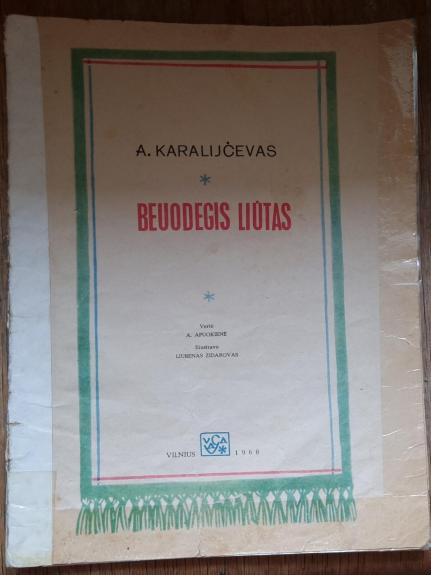 A. KARALIJČEVAS
BEUODEGIS LIŪTAS
Vertė
A. APUOKIENĖ
Iliustravo
LIUBENAS ZIDAROVAS
VILNIUS 1968